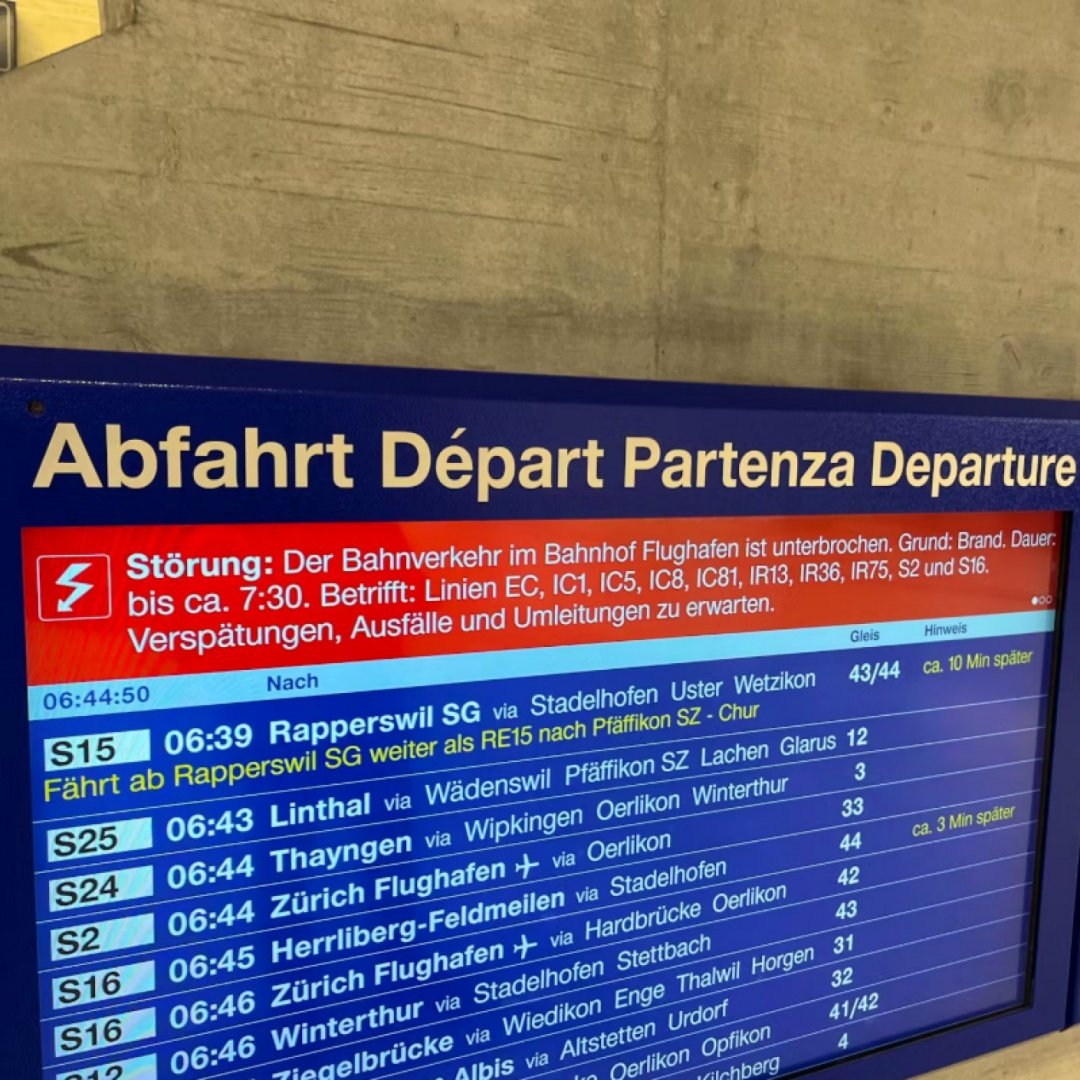 Abfahrt Départ Partenza Departure
Störung: Der Bahnverkehr im Bahnhof Flughafen ist unterbrochen. Grund: Brand. Dauer:
bis ca. 7:30. Betrifft: Linien EC, IC1, IC5, IC8, IC81, IR13, IR36, IR75, S2 und S16.
Verspätungen, Ausfälle und Umleitungen zu erwarten.
06:44:50 Nach Gleis Hinweis
S15 06:39 Rapperswil SG via Stadelhofen Uster Wetzikon 43/44 ca. 10 Min später
Fährt ab Rapperswil SG weiter als RE15 nach Pfäffikon SZ - Chur
S25 06:43 Linthal via Wädenswil Pfäffikon SZ Lachen Glarus 12
S24 06:44 Thayngen via Wipkingen Oerlikon Winterthur 3
S2 06:44 Zürich Flughafen via Oerlikon 33
S16 06:45 Herrliberg-Feldmeilen via Stadelhofen 44 ca. 3 Min später
S16 06:46 Zürich Flughafen via Hardbrücke Oerlikon 42
S12 06:46 Winterthur via Stadelhofen Stettbach 43
Ziegelbrücke via Wiedikon Enge Thalwil Horgen 31
Albis via Altstetten Urdorf 32
Oerlikon Opfikon 41/42
Kilchberg 4